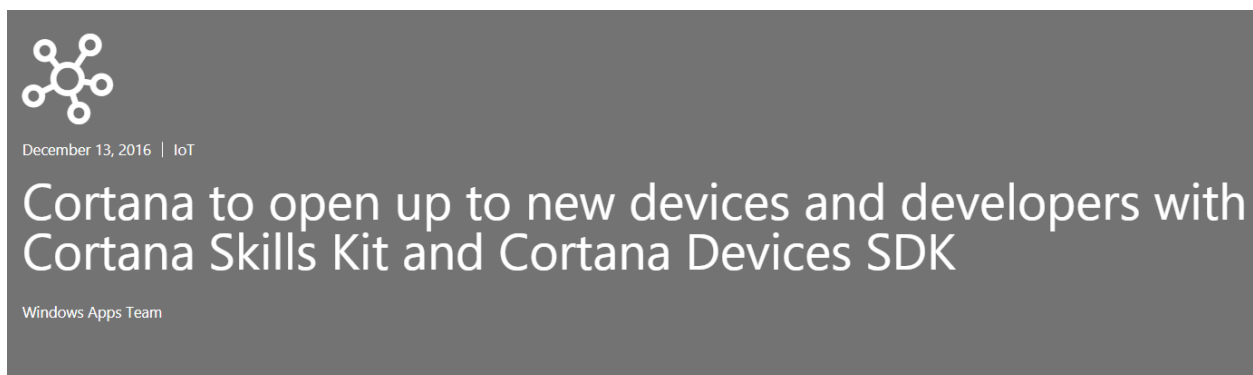 December 13, 2016 | IoT
Cortana to open up to new devices and developers with
Cortana Skills Kit and Cortana Devices SDK
Windows Apps Team